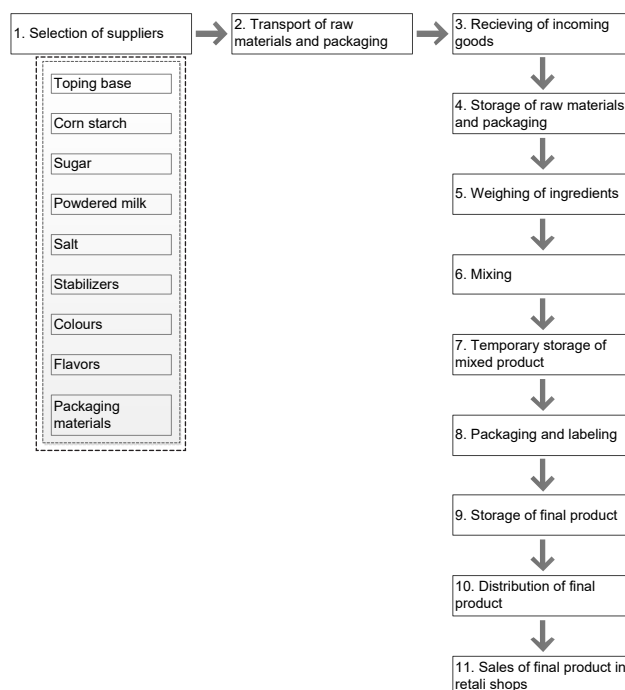 1. Selection of suppliers
2. Transport of raw
materials and packaging
3. Recieving of incoming
goods
Toping base
Corn starch
Sugar
Powdered milk
Salt
Stabilizers
Colours
Flavors
Packaging
materials
4. Storage of raw materials
and packaging
5. Weighing of ingredients
6. Mixing
7. Temporary storage of
mixed product
8. Packaging and labeling
9. Storage of final product
10. Distribution of final
product
11. Sales of final product in
retali shops